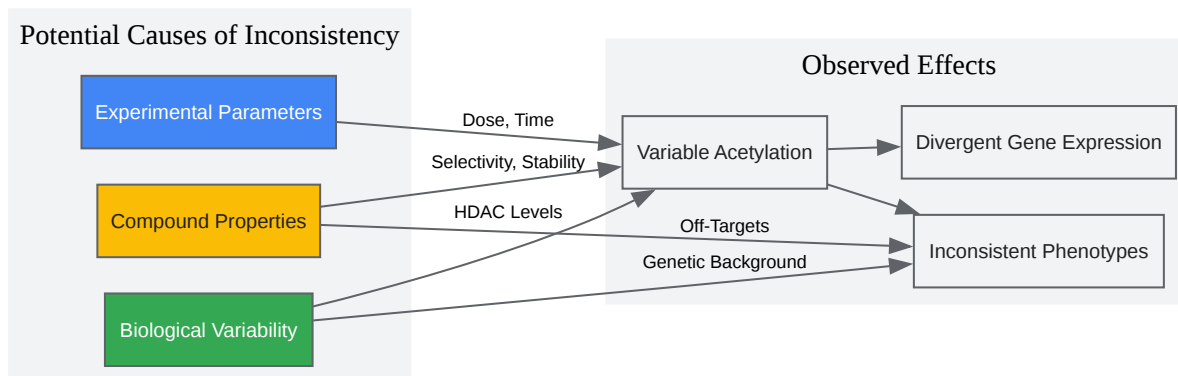 Potential Causes of Inconsistency
Experimental Parameters
Compound Properties
Biological Variability
Dose, Time
Selectivity, Stability
HDAC Levels
Off-Targets
Genetic Background
Observed Effects
Variable Acetylation
Divergent Gene Expression
Inconsistent Phenotypes